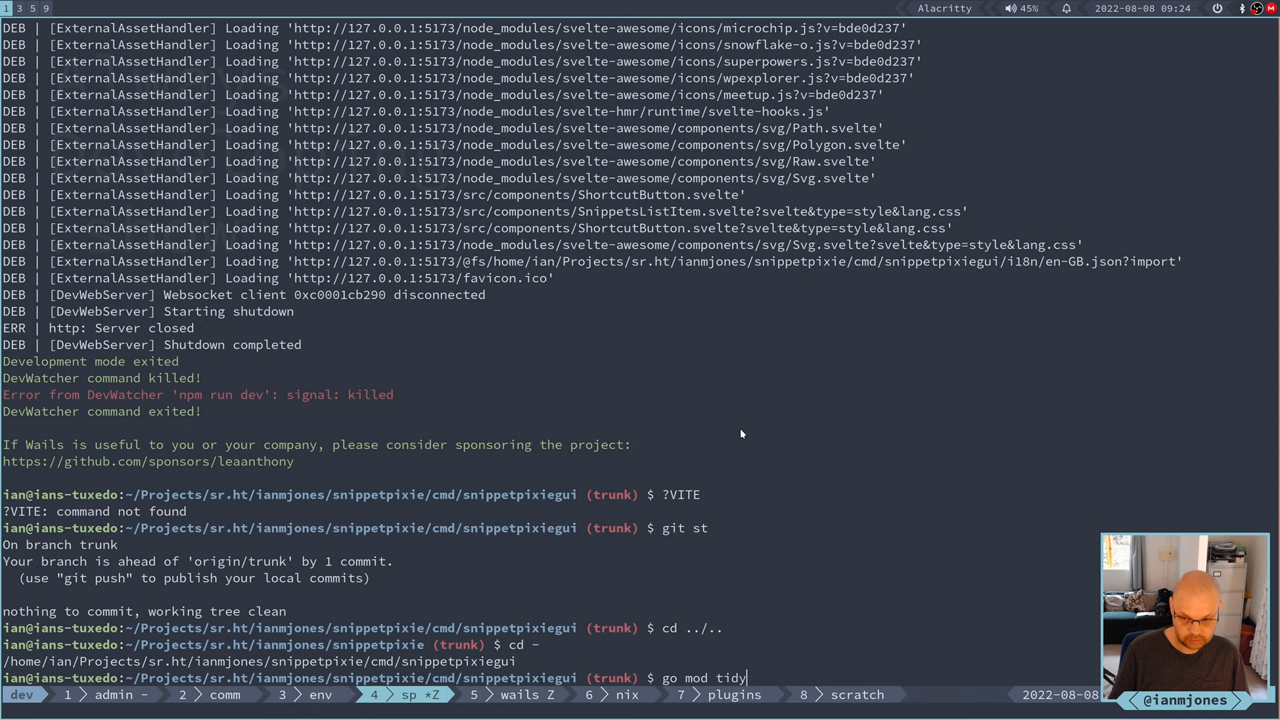 1 3 5 9 Alacritty 45% 2022-08-08 09:24
DEB | [ExternalAssetHandler] Loading 'http://127.0.0.1:5173/node_modules/svelte-awesome/icons/microchip.js?v=bde0d237'
DEB | [ExternalAssetHandler] Loading 'http://127.0.0.1:5173/node_modules/svelte-awesome/icons/snowflake-o.js?v=bde0d237'
DEB | [ExternalAssetHandler] Loading 'http://127.0.0.1:5173/node_modules/svelte-awesome/icons/superpowers.js?v=bde0d237'
DEB | [ExternalAssetHandler] Loading 'http://127.0.0.1:5173/node_modules/svelte-awesome/icons/wpexplorer.js?v=bde0d237'
DEB | [ExternalAssetHandler] Loading 'http://127.0.0.1:5173/node_modules/svelte-awesome/icons/meetup.js?v=bde0d237'
DEB | [ExternalAssetHandler] Loading 'http://127.0.0.1:5173/node_modules/svelte-hmr/runtime/svelte-hooks.js'
DEB | [ExternalAssetHandler] Loading 'http://127.0.0.1:5173/node_modules/svelte-awesome/components/svg/Path.svelte'
DEB | [ExternalAssetHandler] Loading 'http://127.0.0.1:5173/node_modules/svelte-awesome/components/svg/Polygon.svelte'
DEB | [ExternalAssetHandler] Loading 'http://127.0.0.1:5173/node_modules/svelte-awesome/components/svg/Raw.svelte'
DEB | [ExternalAssetHandler] Loading 'http://127.0.0.1:5173/node_modules/svelte-awesome/components/svg/Svg.svelte'
DEB | [ExternalAssetHandler] Loading 'http://127.0.0.1:5173/src/components/ShortcutButton.svelte'
DEB | [ExternalAssetHandler] Loading 'http://127.0.0.1:5173/src/components/SnippetsListItem.svelte?svelte&type=style&lang.css'
DEB | [ExternalAssetHandler] Loading 'http://127.0.0.1:5173/src/components/ShortcutButton.svelte?svelte&type=style&lang.css'
DEB | [ExternalAssetHandler] Loading 'http://127.0.0.1:5173/node_modules/svelte-awesome/components/svg/Svg.svelte?svelte&type=style&lang.css'
DEB | [ExternalAssetHandler] Loading 'http://127.0.0.1:5173/@fs/home/ian/Projects/sr.ht/ianmjones/snippetpixie/cmd/snippetpixiegui/i18n/en-GB.json?import'
DEB | [ExternalAssetHandler] Loading 'http://127.0.0.1:5173/favicon.ico'
DEB | [DevWebServer] Websocket client 0xc0001cb290 disconnected
DEB | [DevWebServer] Starting shutdown
ERR | http: Server closed
DEB | [DevWebServer] Shutdown completed
Development mode exited
DevWatcher command killed!
Error from DevWatcher 'npm run dev': signal: killed
DevWatcher command exited!
If Wails is useful to you or your company, please consider sponsoring the project:
https://github.com/sponsors/leaanthony
ian@ians-tuxedo:~/Projects/sr.ht/ianmjones/snippetpixie/cmd/snippetpixiegui (trunk) $ ?VITE
?VITE: command not found
ian@ians-tuxedo:~/Projects/sr.ht/ianmjones/snippetpixie/cmd/snippetpixiegui (trunk) $ git st
On branch trunk
Your branch is ahead of 'origin/trunk' by 1 commit.
(use "git push" to publish your local commits)
nothing to commit, working tree clean
ian@ians-tuxedo:~/Projects/sr.ht/ianmjones/snippetpixie/cmd/snippetpixiegui (trunk) $ cd ../..
ian@ians-tuxedo:~/Projects/sr.ht/ianmjones/snippetpixie (trunk) $ cd -
/home/ian/Projects/sr.ht/ianmjones/snippetpixie/cmd/snippetpixiegui
ian@ians-tuxedo:~/Projects/sr.ht/ianmjones/snippetpixie/cmd/snippetpixiegui (trunk) $ go mod tidy
dev 1 admin - 2 comm 3 env 4 sp *Z 5 wails Z 6 nix 7 plugins 8 scratch 2022-08-08
@ianmjones